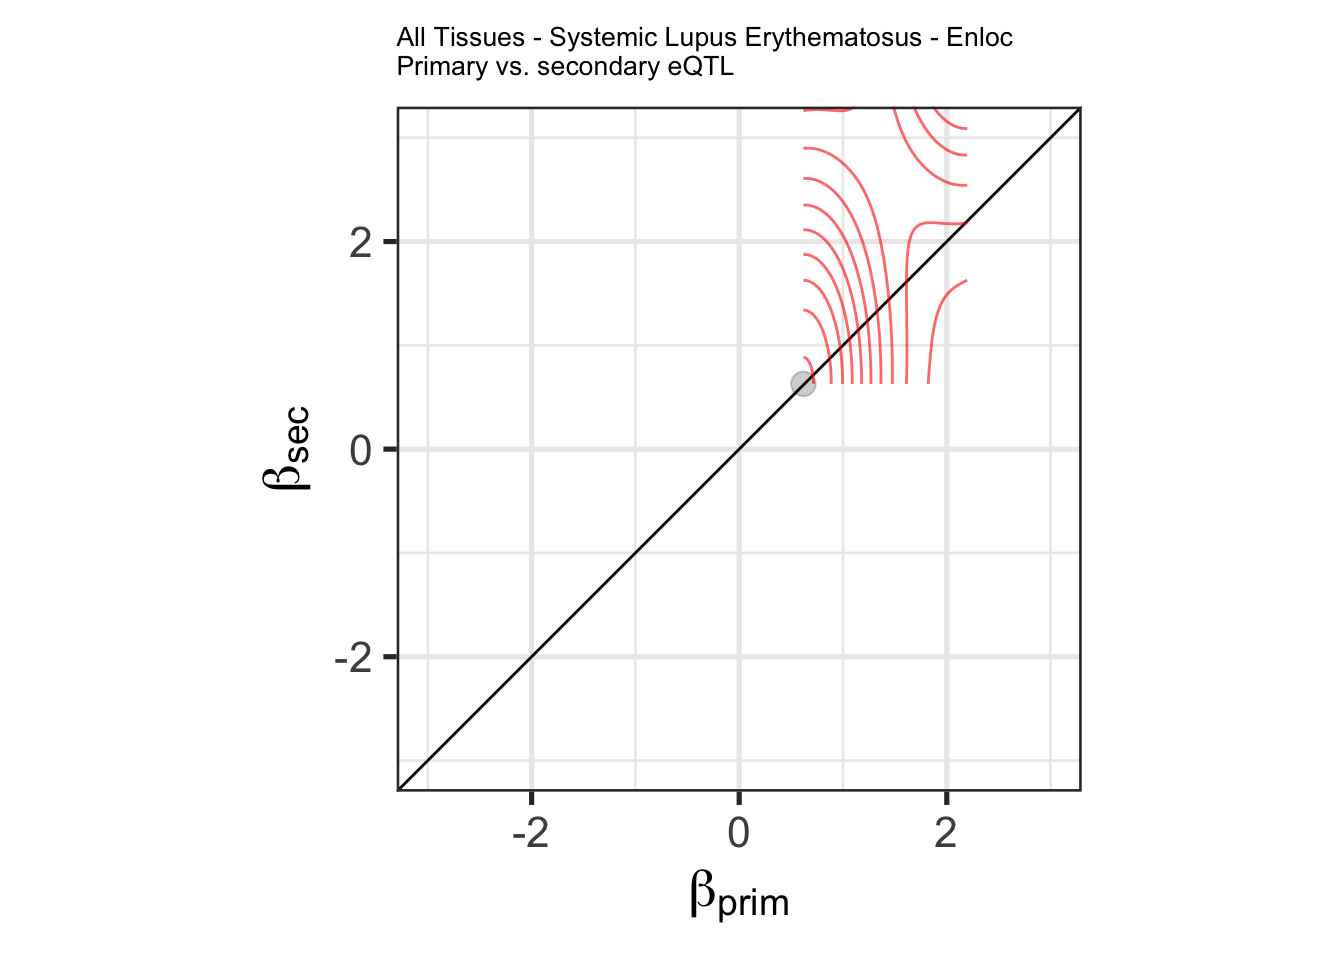 All Tissues - Systemic Lupus Erythematosus - Enloc
Primary vs. secondary eQTL
2
0
-2
βsec
-2 0 2
βprim